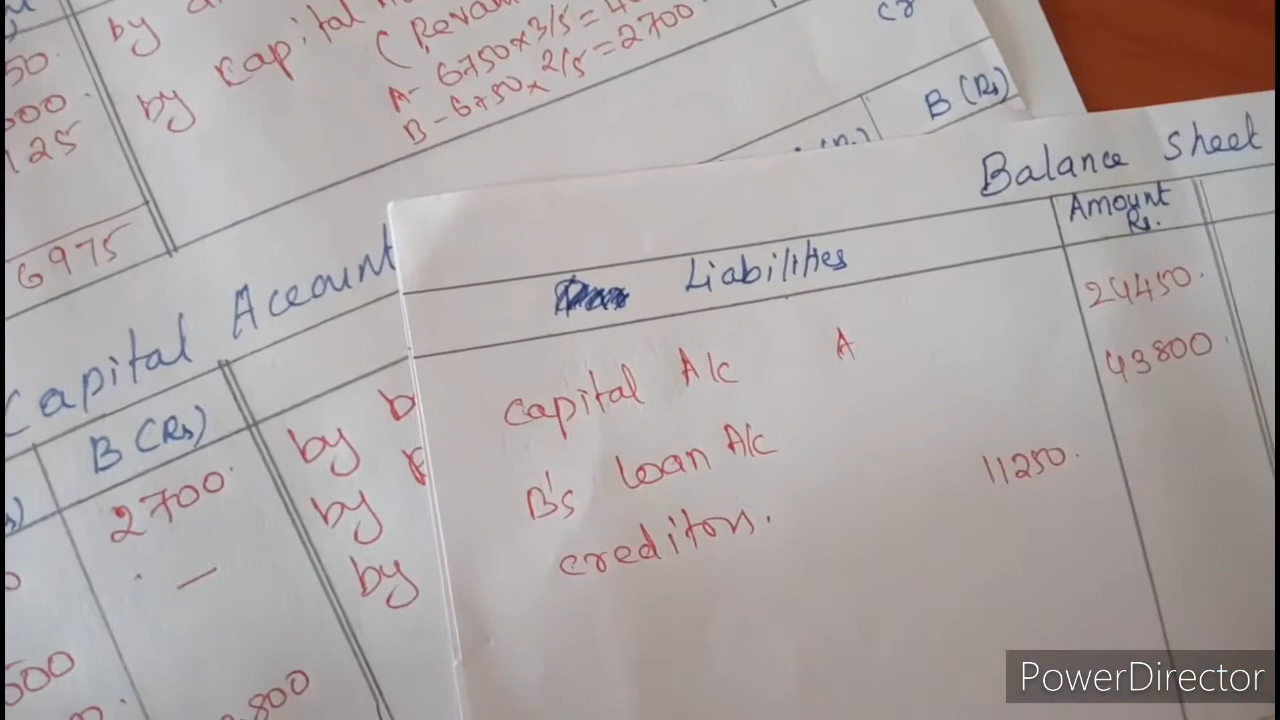 50.
by
by capital
(Reva
A - 6750 x 3/5 =
B - 6750 x 2/5 = 2700
125
6975
cr
B (Rs)
Capital Account
B (Rs)
2700.
—
by
by
by
500
800
Balance Sheet
Liabilities
Amount
Rs.
Capital A/c A 24450.
B's loan A/c 43800.
creditors. 11250.
PowerDirector